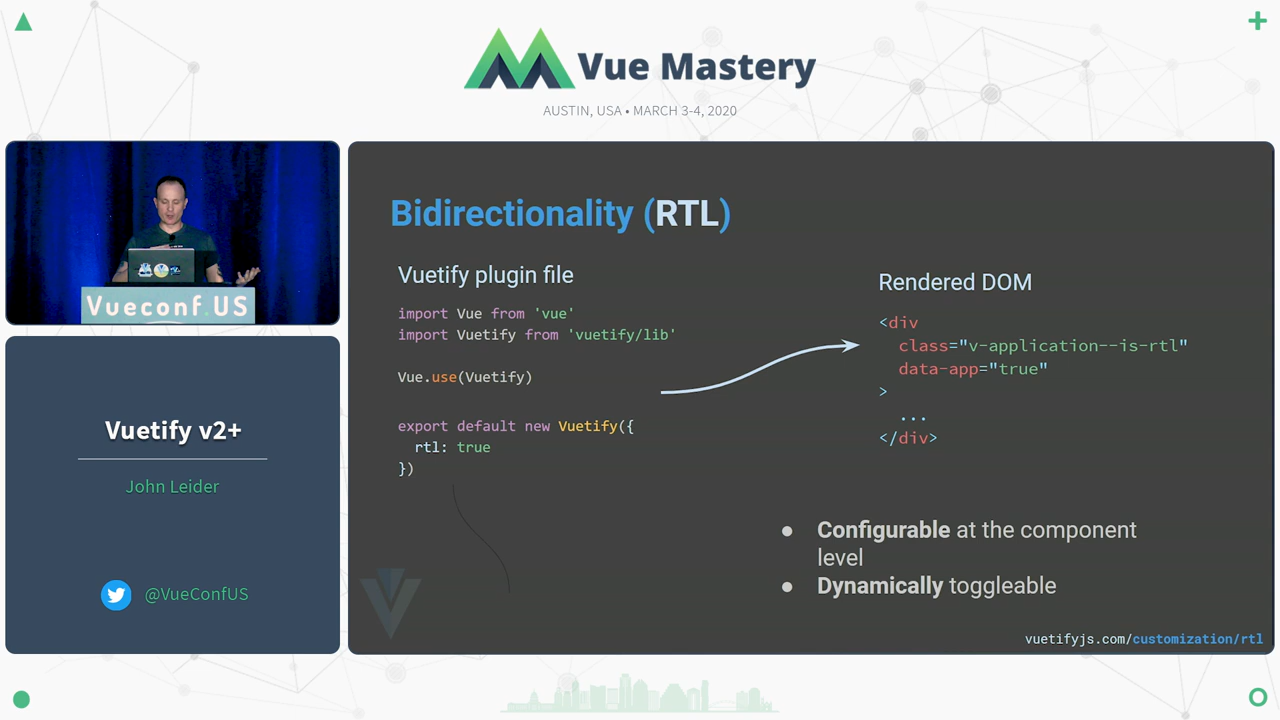 Vue Mastery
AUSTIN, USA • MARCH 3-4, 2020
Vueconf.US
Vuetify v2+
John Leider
@VueConfUS
Bidirectionality (RTL)
Vuetify plugin file
import Vue from 'vue'
import Vuetify from 'vuetify/lib'
Vue.use(Vuetify)
export default new Vuetify({
  rtl: true
})
Rendered DOM
<div
  class="v-application--is-rtl"
  data-app="true"
>
  ...
</div>
● Configurable at the component
level
● Dynamically toggleable
vuetifyjs.com/customization/rtl